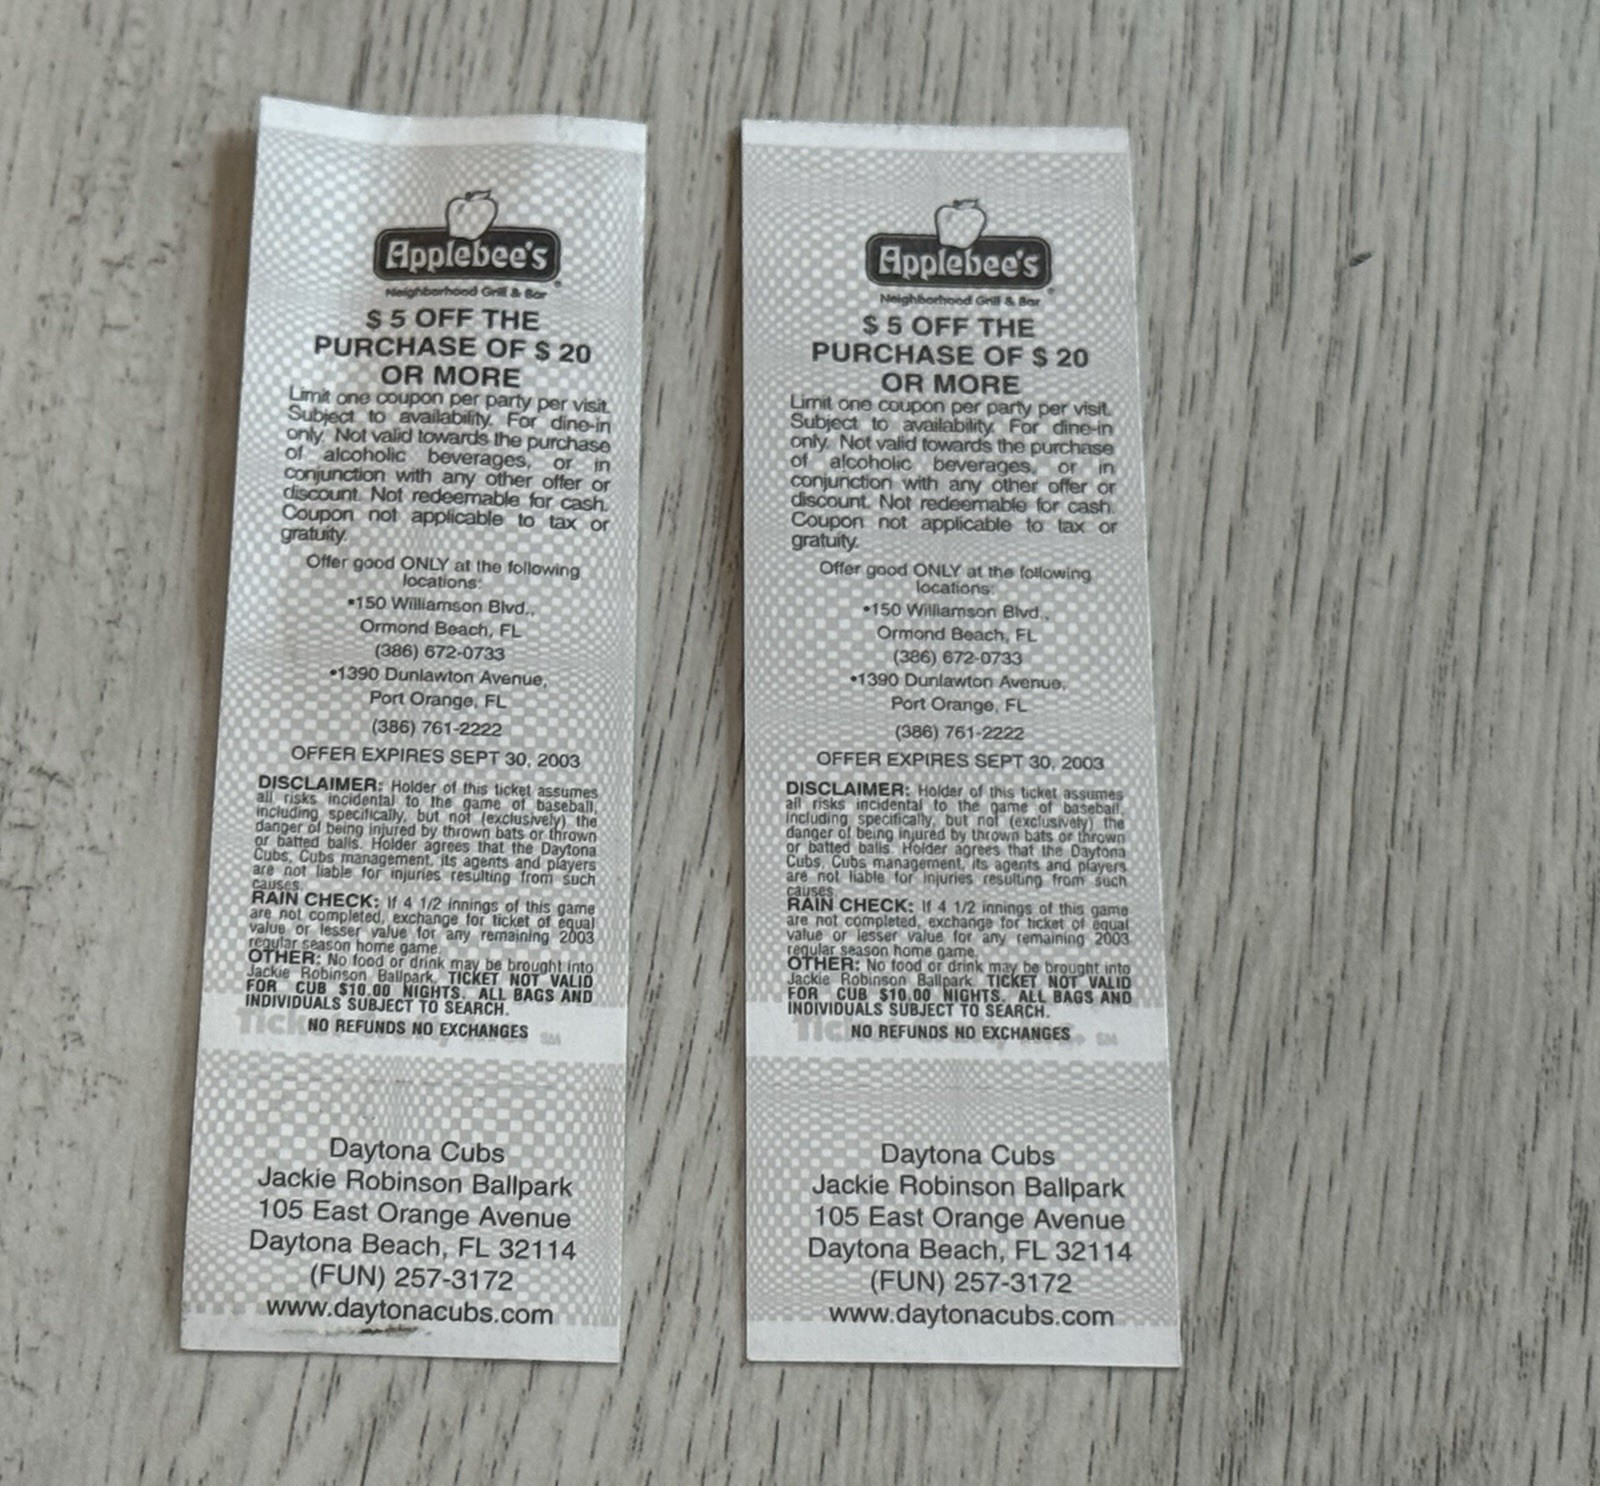 Applebee's
Neighborhood Grill & Bar
$ 5 OFF THE
PURCHASE OF $ 20
OR MORE
Limit one coupon per party per visit.
Subject to availability. For dine-in
only. Not valid towards the purchase
of alcoholic beverages, or in
conjunction with any other offer or
discount. Not redeemable for cash.
Coupon not applicable to tax or
gratuity.
Offer good ONLY at the following
locations:
•150 Williamson Blvd.,
Ormond Beach, FL
(386) 672-0733
•1390 Dunlawton Avenue,
Port Orange, FL
(386) 761-2222
OFFER EXPIRES SEPT 30, 2003
DISCLAIMER: Holder of this ticket assumes
all risks incidental to the game of baseball,
including specifically, but not (exclusively) the
danger of being injured by thrown bats or thrown
or batted balls. Holder agrees that the Daytona
Cubs, Cubs management, its agents and players
are not liable for injuries resulting from such
causes.
RAIN CHECK: If 4 1/2 innings of this game
are not completed, exchange for ticket of equal
value or lesser value for any remaining 2003
regular season home game.
OTHER: No food or drink may be brought into
Jackie Robinson Ballpark. TICKET NOT VALID
FOR CUB $10.00 NIGHTS. ALL BAGS AND
INDIVIDUALS SUBJECT TO SEARCH.
NO REFUNDS NO EXCHANGES
SM
Daytona Cubs
Jackie Robinson Ballpark
105 East Orange Avenue
Daytona Beach, FL 32114
(FUN) 257-3172
www.daytonacubs.com
Applebee's
Neighborhood Grill & Bar
$ 5 OFF THE
PURCHASE OF $ 20
OR MORE
Limit one coupon per party per visit.
Subject to availability. For dine-in
only. Not valid towards the purchase
of alcoholic beverages, or in
conjunction with any other offer or
discount. Not redeemable for cash.
Coupon not applicable to tax or
gratuity.
Offer good ONLY at the following
locations:
•150 Williamson Blvd.,
Ormond Beach, FL
(386) 672-0733
•1390 Dunlawton Avenue,
Port Orange, FL
(386) 761-2222
OFFER EXPIRES SEPT 30, 2003
DISCLAIMER: Holder of this ticket assumes
all risks incidental to the game of baseball,
including specifically, but not (exclusively) the
danger of being injured by thrown bats or thrown
or batted balls. Holder agrees that the Daytona
Cubs, Cubs management, its agents and players
are not liable for injuries resulting from such
causes.
RAIN CHECK: If 4 1/2 innings of this game
are not completed, exchange for ticket of equal
value or lesser value for any remaining 2003
regular season home game.
OTHER: No food or drink may be brought into
Jackie Robinson Ballpark. TICKET NOT VALID
FOR CUB $10.00 NIGHTS. ALL BAGS AND
INDIVIDUALS SUBJECT TO SEARCH.
NO REFUNDS NO EXCHANGES
SM
Daytona Cubs
Jackie Robinson Ballpark
105 East Orange Avenue
Daytona Beach, FL 32114
(FUN) 257-3172
www.daytonacubs.com